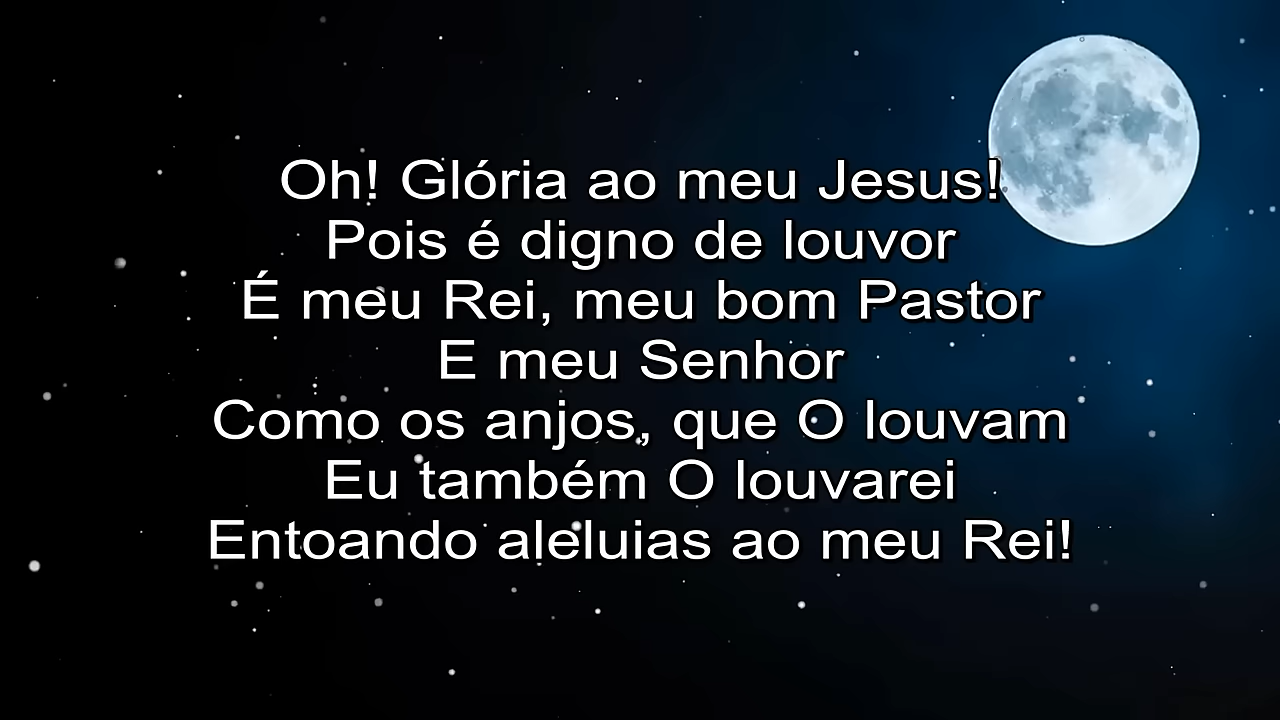 Oh! Glória ao meu Jesus!
Pois é digno de louvor
É meu Rei, meu bom Pastor
E meu Senhor
Como os anjos, que O louvam
Eu também O louvarei
Entoando aleluias ao meu Rei!